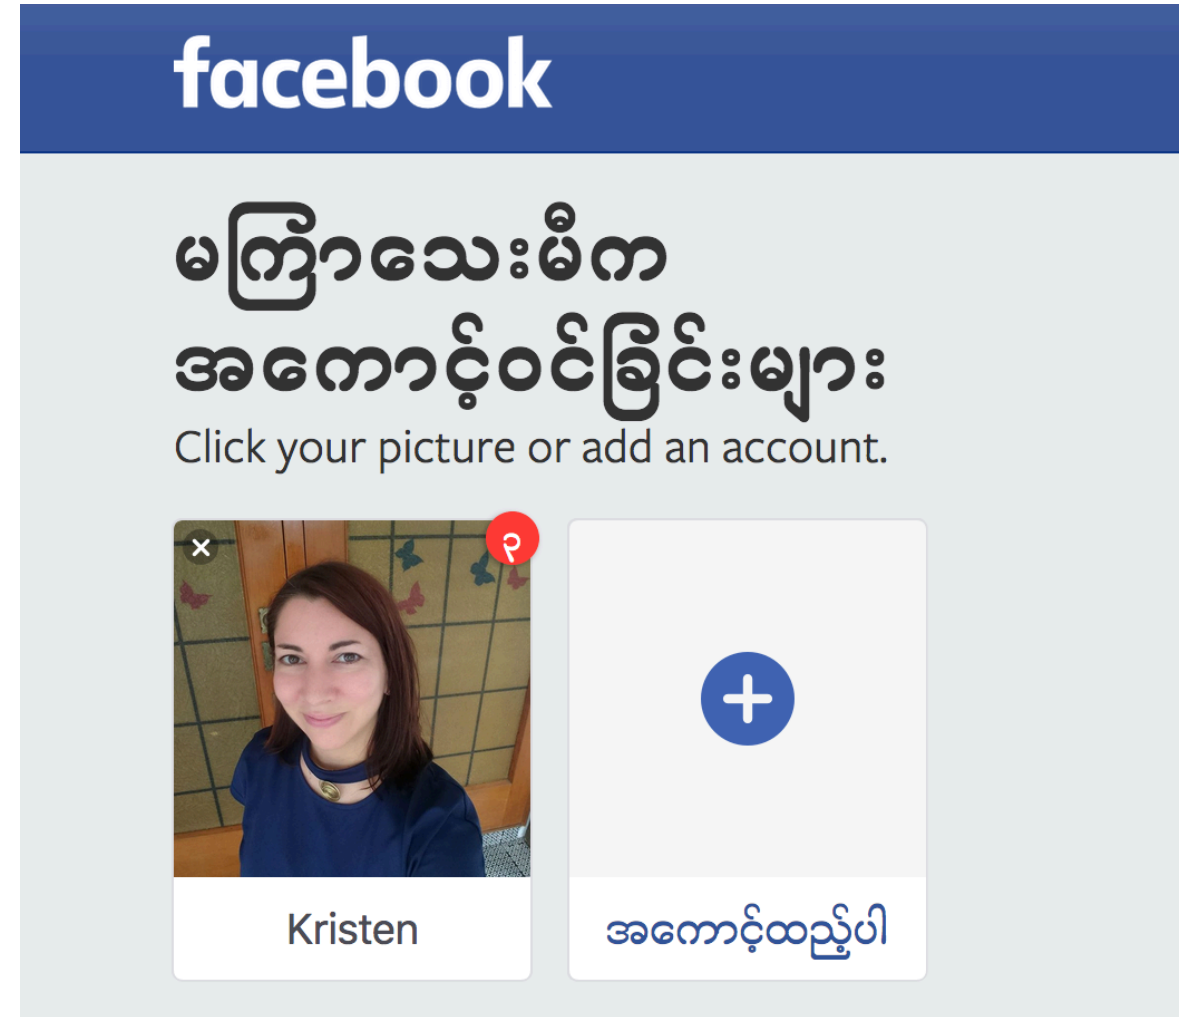 facebook
မကြာသေးမီက
အကောင့်ဝင်ခြင်းများ
Click your picture or add an account.
၃
Kristen
အကောင့်ထည့်ပါ